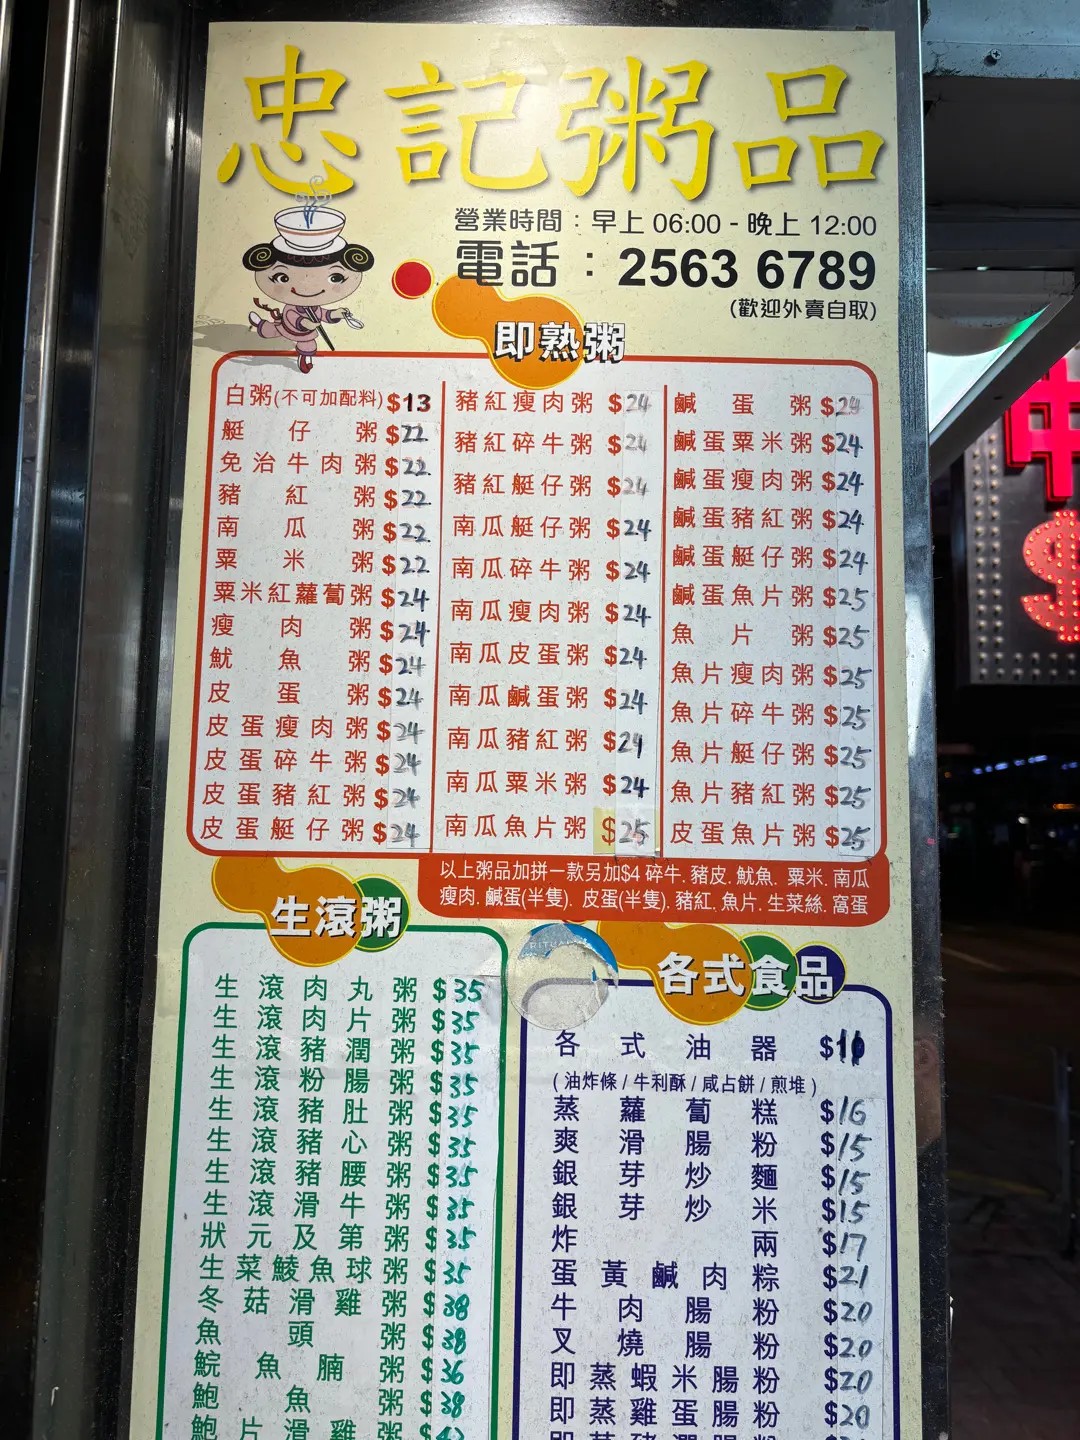 忠記粥品
營業時間：早上 06:00 - 晚上 12:00
電話：2563 6789
(歡迎外賣自取)
即熟粥
白粥(不可加配料) $13
艇仔粥 $22
免治牛肉粥 $22
豬紅粥 $22
南瓜粥 $22
粟米粥 $22
粟米紅蘿蔔粥 $24
瘦肉粥 $24
魷魚粥 $24
皮蛋粥 $24
皮蛋瘦肉粥 $24
皮蛋碎牛粥 $24
皮蛋豬紅粥 $24
皮蛋艇仔粥 $24
豬紅瘦肉粥 $24
豬紅碎牛粥 $24
豬紅艇仔粥 $24
南瓜艇仔粥 $24
南瓜碎牛粥 $24
南瓜瘦肉粥 $24
南瓜皮蛋粥 $24
南瓜鹹蛋粥 $24
南瓜豬紅粥 $24
南瓜粟米粥 $24
南瓜魚片粥 $25
鹹蛋粥 $24
鹹蛋粟米粥 $24
鹹蛋瘦肉粥 $24
鹹蛋豬紅粥 $24
鹹蛋艇仔粥 $24
鹹蛋魚片粥 $25
魚片粥 $25
魚片瘦肉粥 $25
魚片碎牛粥 $25
魚片艇仔粥 $25
魚片豬紅粥 $25
皮蛋魚片粥 $25
以上粥品加拼一款另加$4 碎牛. 豬皮. 魷魚. 粟米. 南瓜
瘦肉. 鹹蛋(半隻). 皮蛋(半隻). 豬紅. 魚片. 生菜絲. 窩蛋
生滾粥
生滾肉丸粥 $35
生滾肉片粥 $35
生滾豬潤粥 $35
生滾粉腸粥 $35
生滾豬肚粥 $35
生滾豬心粥 $35
生滾豬腰粥 $35
生滾滑牛粥 $35
狀元及第粥 $35
生菜鯪魚球粥 $35
冬菇滑雞粥 $38
魚頭粥 $38
鯇魚腩粥 $36
鮑魚粥 $38
鮑片滑雞粥
RITUALS
各式食品
各式油器
(油炸條 / 牛利酥 / 咸占餅 / 煎堆)
蒸蘿蔔糕 $16
爽滑腸粉 $15
銀芽炒麵 $15
銀芽炒米 $15
炸兩 $17
蛋黃鹹肉粽 $21
牛肉腸粉 $20
叉燒腸粉 $20
即蒸蝦米腸粉 $20
即蒸雞蛋腸粉 $20
$